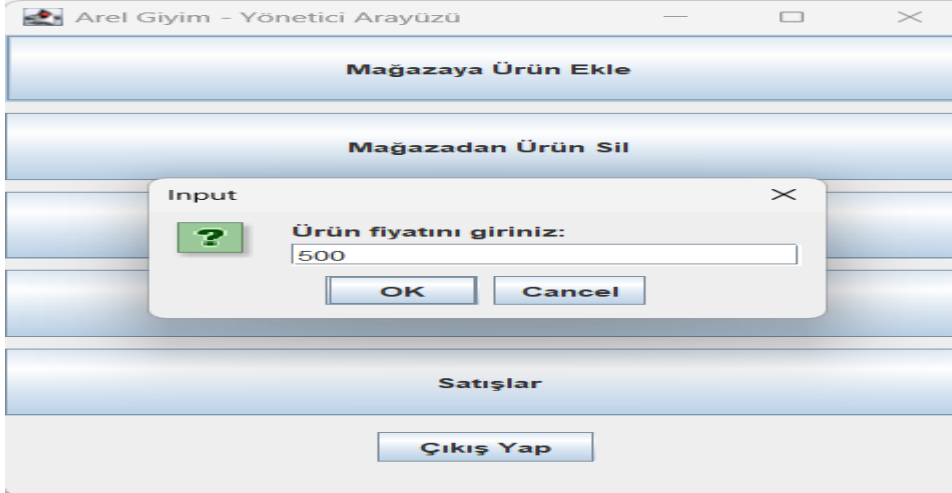 Arel Giyim - Yönetici Arayüzü
Mağazaya Ürün Ekle
Mağazadan Ürün Sil
Input
?
Ürün fiyatını giriniz:
500
OK Cancel
Satışlar
Çıkış Yap